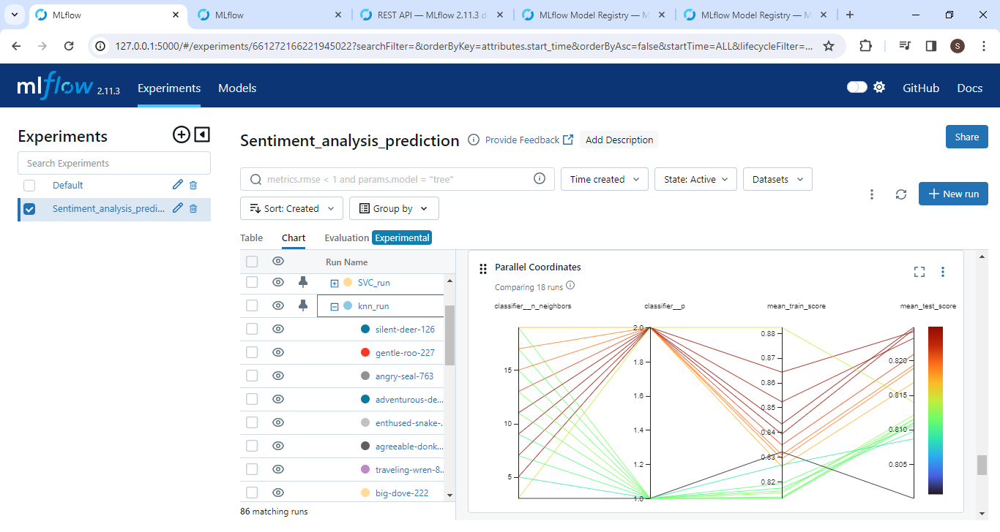 MLflow
MLflow
REST API — MLflow 2.11.3 d
MLflow Model Registry — M
MLflow Model Registry — M
127.0.0.1:5000/#/experiments/661272166221945022?searchFilter=&orderByKey=attributes.start_time&orderByAsc=false&startTime=ALL&lifecycleFilter=...
S
mlflow 2.11.3
Experiments
Models
GitHub
Docs
Experiments
Search Experiments
Default
Sentiment_analysis_predi...
Sentiment_analysis_prediction
Provide Feedback
Add Description
Share
metrics.rmse < 1 and params.model = "tree"
Time created
State: Active
Datasets
Sort: Created
Group by
New run
Table
Chart
Evaluation
Experimental
Run Name
SVC_run
knn_run
silent-deer-126
gentle-roo-227
angry-seal-763
adventurous-de...
enthused-snake-...
agreeable-donk...
traveling-wren-8...
big-dove-222
86 matching runs
Parallel Coordinates
Comparing 18 runs
classifier__n_neighbors
classifier__p
mean_train_score
mean_test_score
15
10
5
2.0
1.8
1.6
1.4
1.2
1.0
0.88
0.87
0.86
0.85
0.84
0.83
0.82
0.820
0.815
0.810
0.805